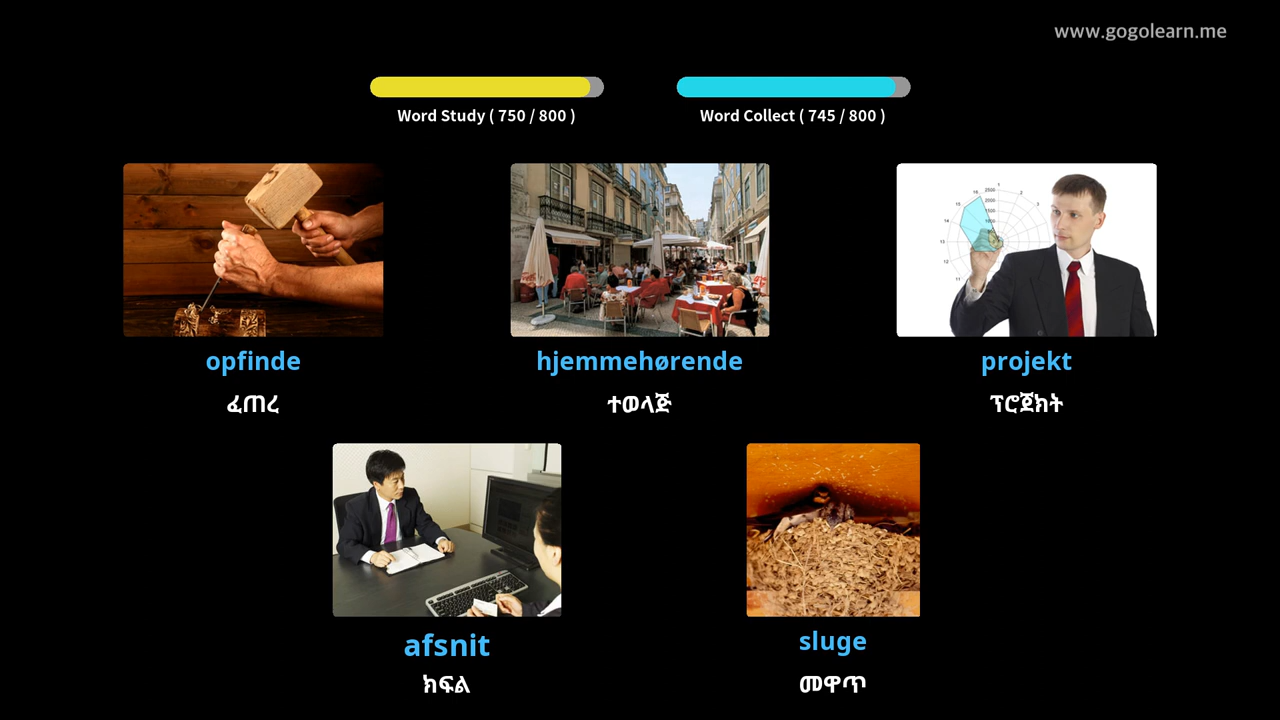 www.gogolearn.me
Word Study ( 750 / 800 )
Word Collect ( 745 / 800 )
opfinde
ፈጠረ
hjemmehørende
ተወላጅ
projekt
ፕሮጀክት
afsnit
ክፍል
sluge
መዋጥ